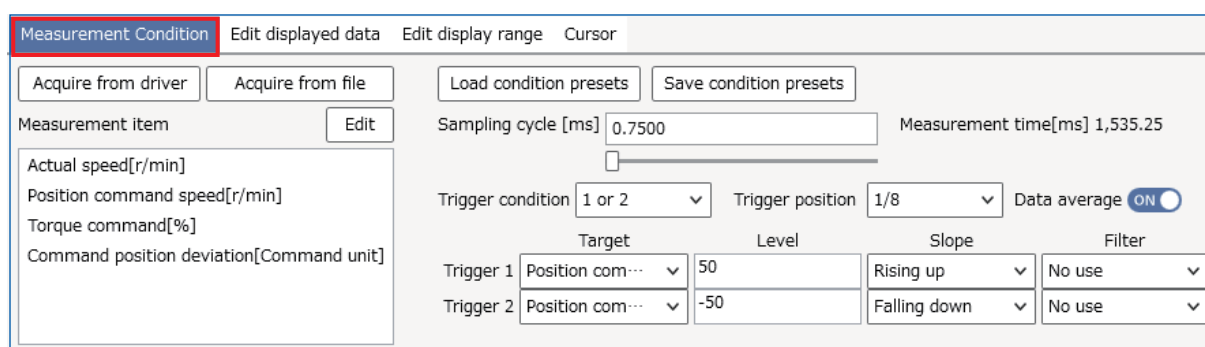 Measurement Condition Edit displayed data Edit display range Cursor
Acquire from driver Acquire from file Load condition presets Save condition presets
Measurement item Edit Sampling cycle [ms] 0.7500 Measurement time[ms] 1,535.25
Actual speed[r/min]
Position command speed[r/min]
Torque command[%]
Command position deviation[Command unit]
Trigger condition 1 or 2 Trigger position 1/8 Data average ON
Target Level Slope Filter
Trigger 1 Position com… 50 Rising up No use
Trigger 2 Position com… -50 Falling down No use